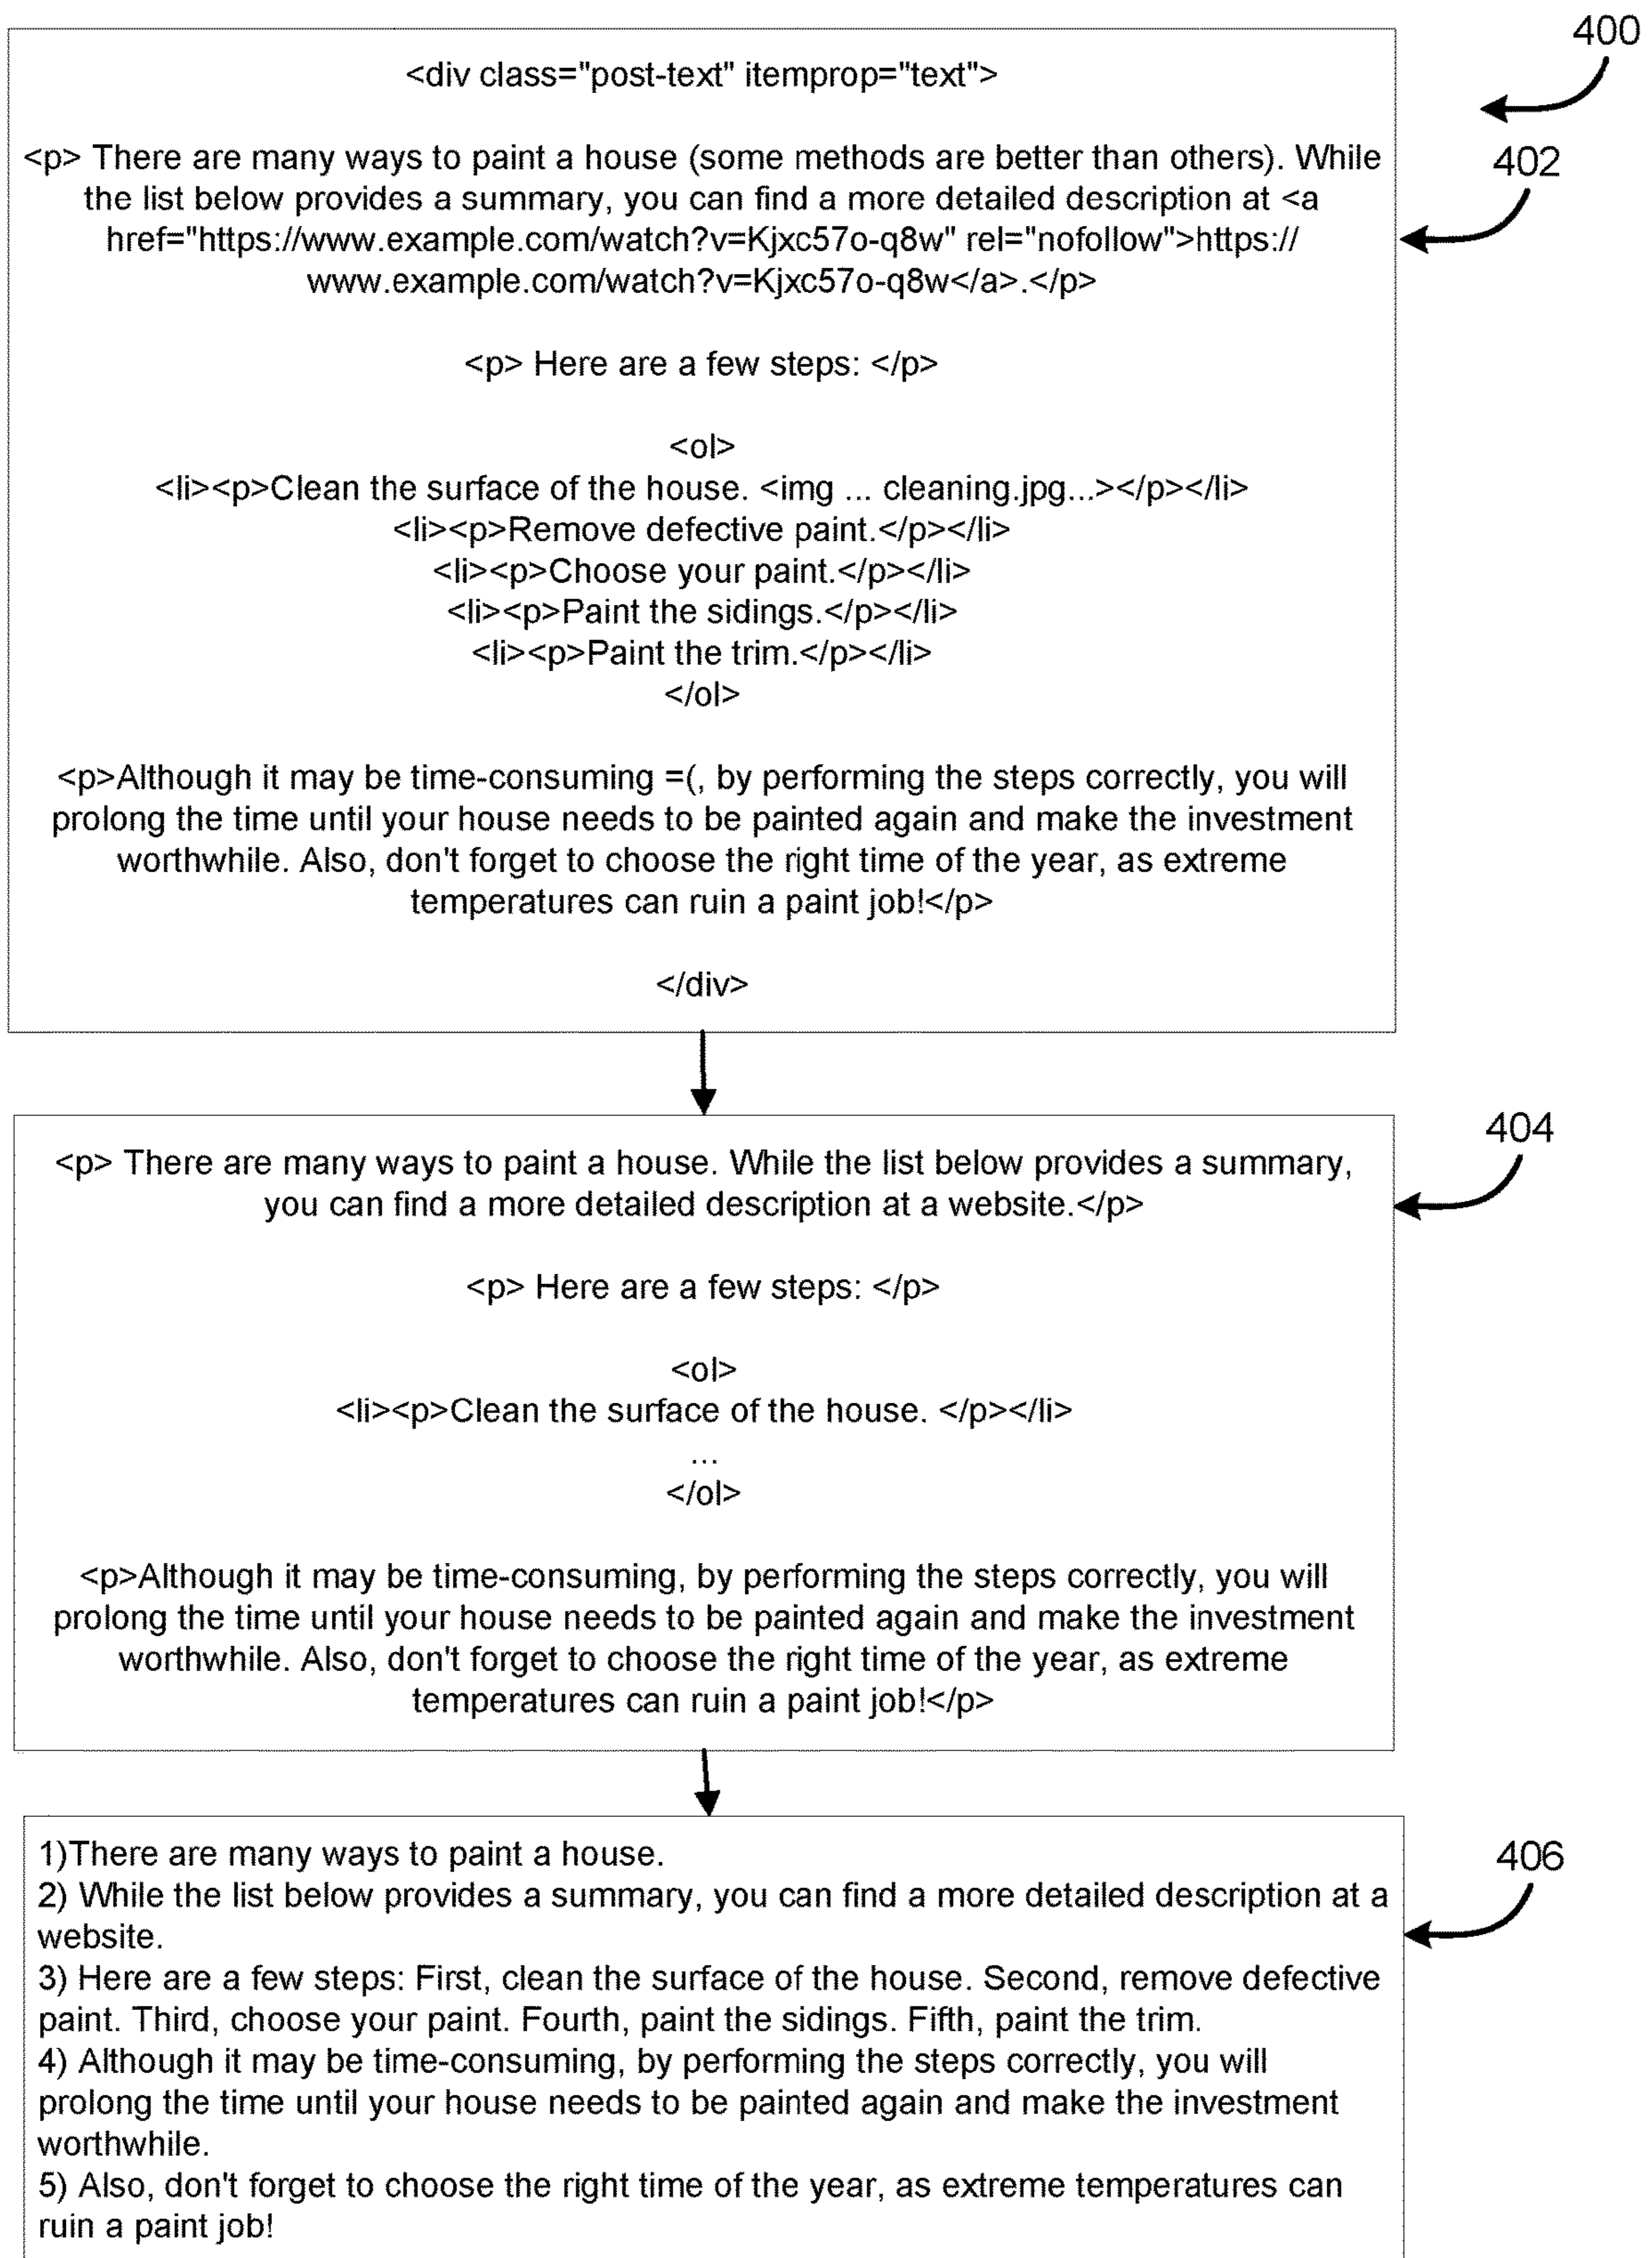 400
<div class="post-text" itemprop="text">
<p> There are many ways to paint a house (some methods are better than others). While
402
the list below provides a summary, you can find a more detailed description at <a
href="https://www.example.com/watch?v=Kjxc57o-q8w" rel="nofollow">https://
www.example.com/watch?v=Kjxc57o-q8w</a>.</p>
<p> Here are a few steps: </p>
<ol>
<li><p>Clean the surface of the house. <img ... cleaning.jpg...></p></li>
<li><p>Remove defective paint.</p></li>
<li><p>Choose your paint.</p></li>
<li><p>Paint the sidings.</p></li>
<li><p>Paint the trim.</p></li>
</ol>
<p>Although it may be time-consuming =(, by performing the steps correctly, you will
prolong the time until your house needs to be painted again and make the investment
worthwhile. Also, don't forget to choose the right time of the year, as extreme
temperatures can ruin a paint job!</p>
</div>
404
<p> There are many ways to paint a house. While the list below provides a summary,
you can find a more detailed description at a website.</p>
<p> Here are a few steps: </p>
<ol>
<li><p>Clean the surface of the house. </p></li>
...
</ol>
<p>Although it may be time-consuming, by performing the steps correctly, you will
prolong the time until your house needs to be painted again and make the investment
worthwhile. Also, don't forget to choose the right time of the year, as extreme
temperatures can ruin a paint job!</p>
1)There are many ways to paint a house.
406
2) While the list below provides a summary, you can find a more detailed description at a
website.
3) Here are a few steps: First, clean the surface of the house. Second, remove defective
paint. Third, choose your paint. Fourth, paint the sidings. Fifth, paint the trim.
4) Although it may be time-consuming, by performing the steps correctly, you will
prolong the time until your house needs to be painted again and make the investment
worthwhile.
5) Also, don't forget to choose the right time of the year, as extreme temperatures can
ruin a paint job!